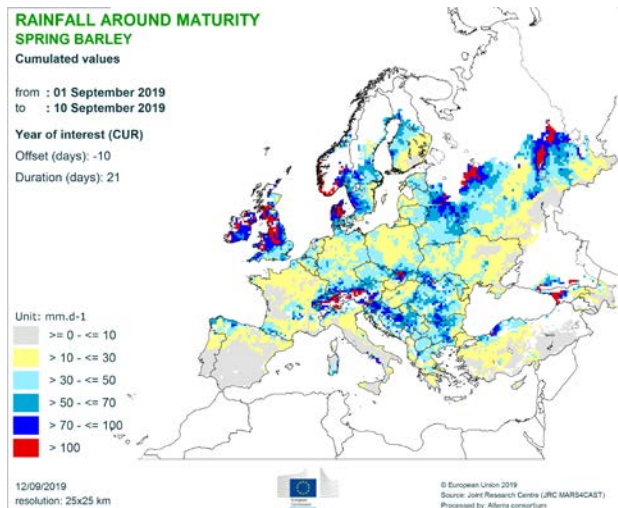 RAINFALL AROUND MATURITY
SPRING BARLEY
Cumulated values
from : 01 September 2019
to : 10 September 2019
Year of interest (CUR)
Offset (days): -10
Duration (days): 21
Unit: mm.d-1
>= 0 - <= 10
> 10 - <= 30
> 30 - <= 50
> 50 - <= 70
> 70 - <= 100
> 100
12/09/2019
resolution: 25x25 km
European
Commission
© European Union 2019
Source: Joint Research Centre (JRC MARS4CAST)
Processed by: Alterra consortium